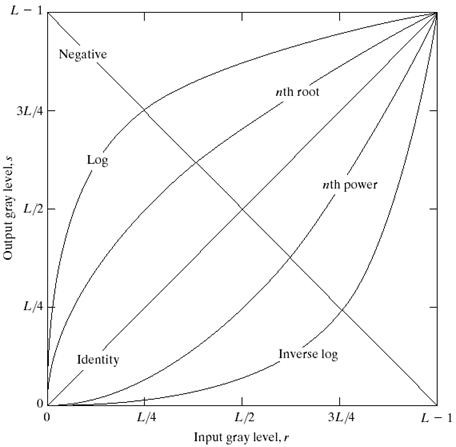 L − 1
Negative
nth root
3L/4
Log
nth power
Output gray level, s
L/2
L/4
Identity
Inverse log
0
0
L/4
L/2
3L/4
L − 1
Input gray level, r